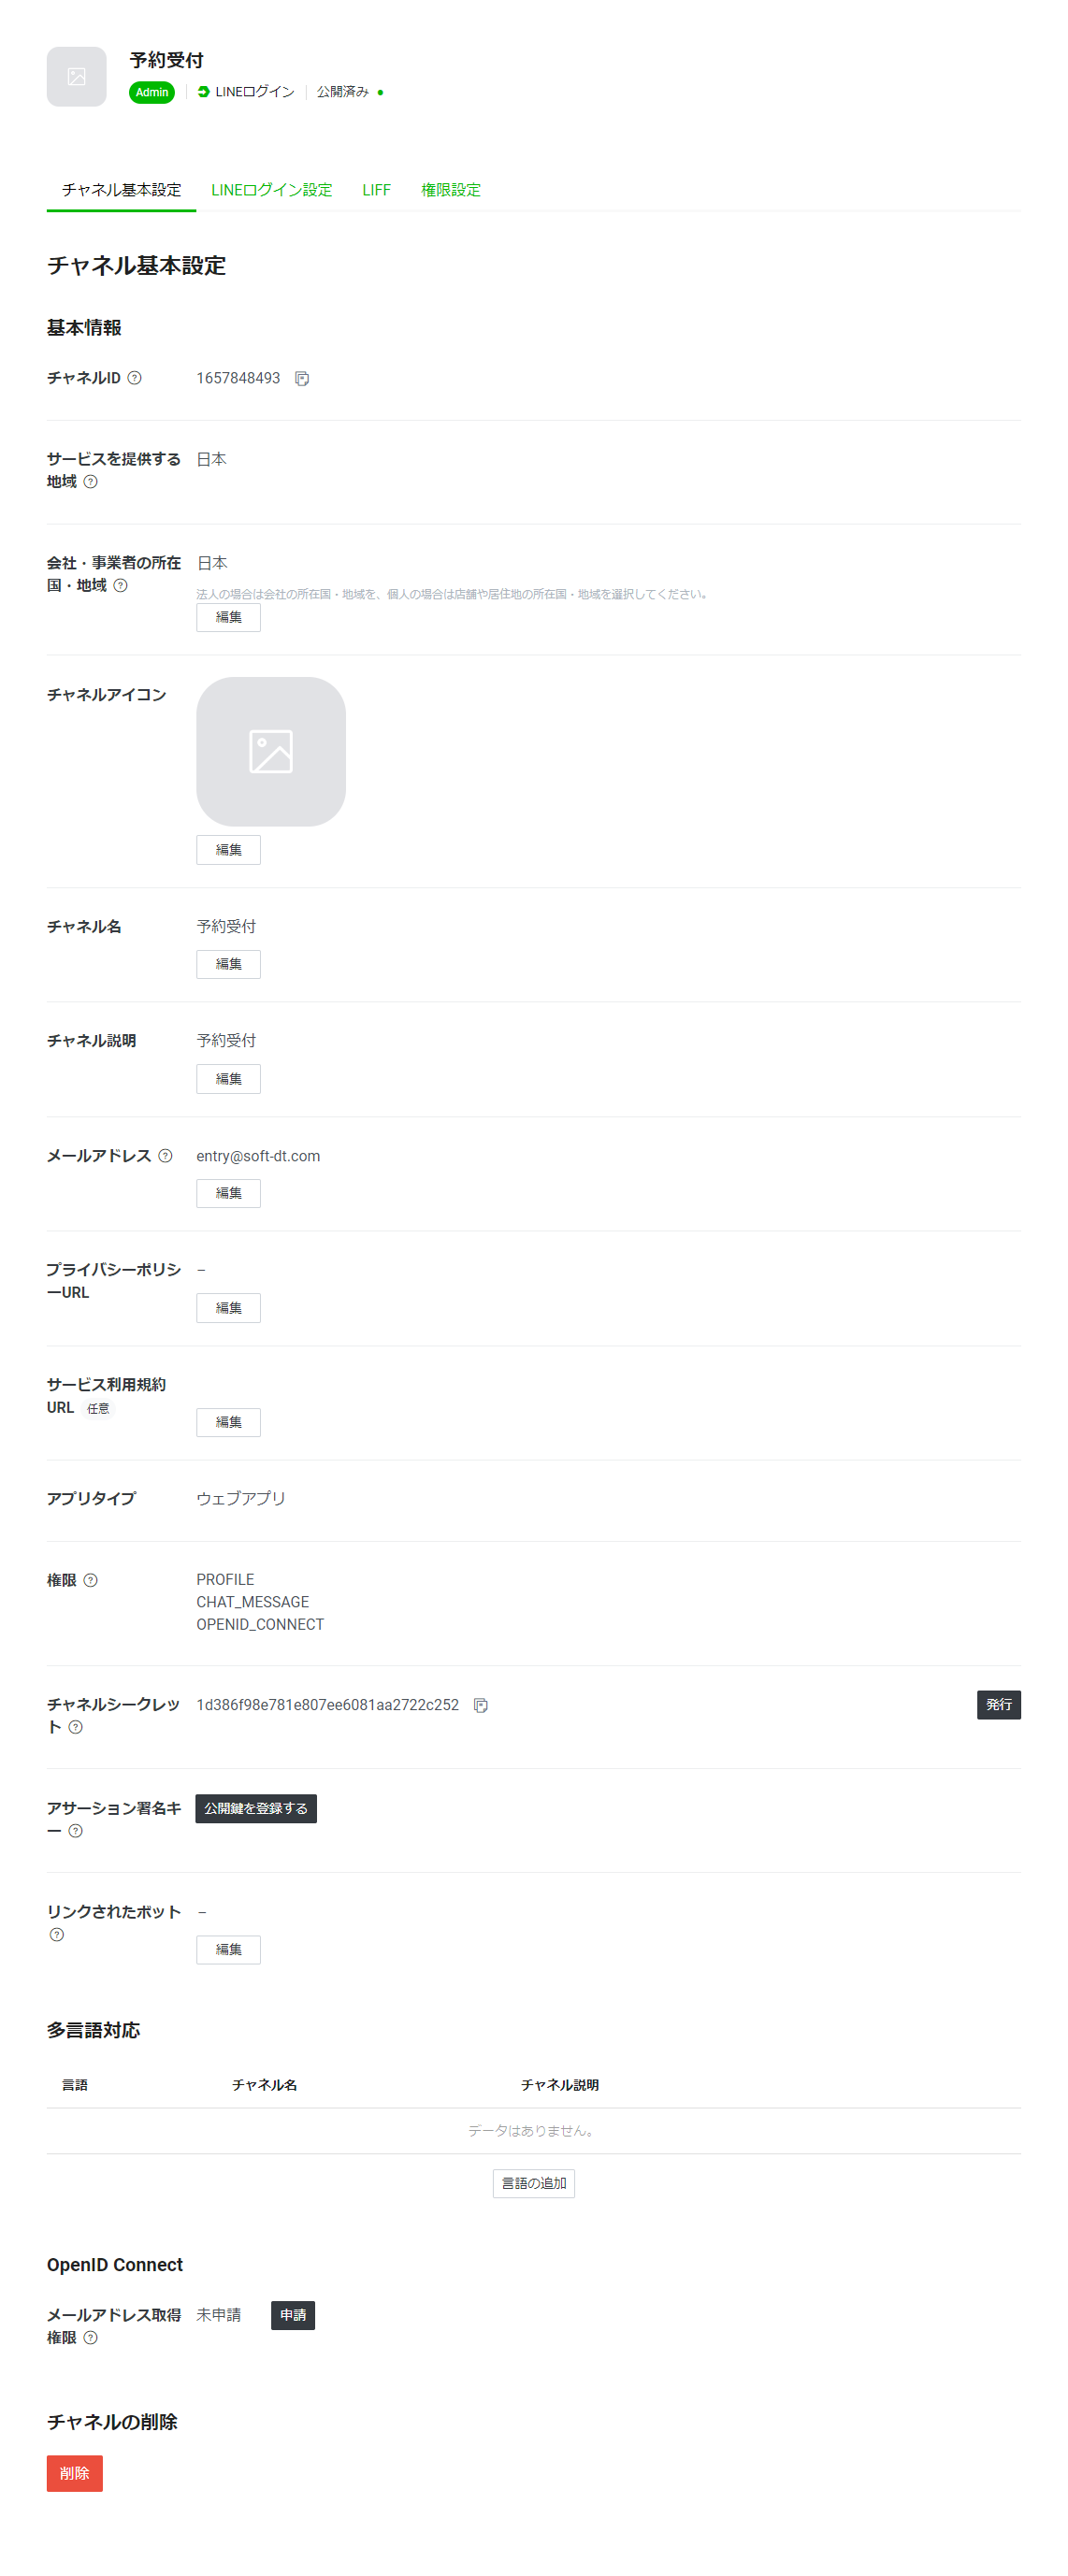 予約受付
Admin LINEログイン 公開済み
チャネル基本設定 LINEログイン設定 LIFF 権限設定
チャネル基本設定
基本情報
チャネルID ? 1657848493
サービスを提供する 日本
地域 ?
会社・事業者の所在 日本
国・地域 ?
法人の場合は会社の所在国・地域を、個人の場合は店舗や居住地の所在国・地域を選択してください。
編集
チャネルアイコン
編集
チャネル名 予約受付
編集
チャネル説明 予約受付
編集
メールアドレス ? entry@soft-dt.com
編集
プライバシーポリシ –
ーURL
編集
サービス利用規約
URL 任意
編集
アプリタイプ ウェブアプリ
権限 ? PROFILE
CHAT_MESSAGE
OPENID_CONNECT
チャネルシークレッ 1d386f98e781e807ee6081aa2722c252 発行
ト ?
アサーション署名キ 公開鍵を登録する
ー ?
リンクされたボット –
?
編集
多言語対応
言語 チャネル名 チャネル説明
データはありません。
言語の追加
OpenID Connect
メールアドレス取得 未申請 申請
権限 ?
チャネルの削除
削除